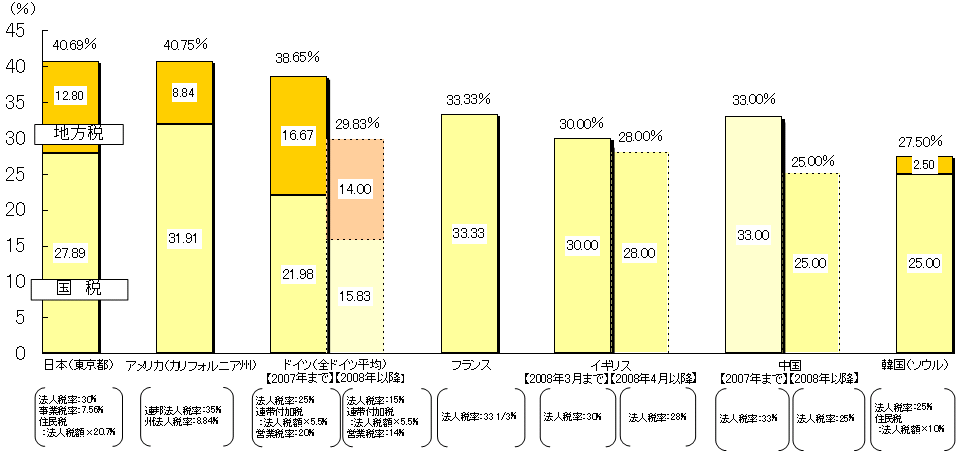 (%)
45
40
35
30
25
20
15
10
5
0
40.69%
12.80
地方税
27.89
国 税
40.75%
8.84
31.91
38.65%
16.67
21.98
29.83%
14.00
15.83
33.33%
33.33
30.00%
30.00
28.00%
28.00
33.00%
33.00
25.00%
25.00
27.50%
2.50
25.00
日本(東京都)
アメリカ(カリフォルニア州)
ドイツ(全ドイツ平均)
フランス
イギリス
中国
韓国(ソウル)
【2007年まで】【2008年以降】
【2008年3月まで】【2008年4月以降】
【2007年まで】【2008年以降】
法人税率:30%
事業税率:7.56%
住民税
:法人税額×20.7%
連邦法人税率:35%
州法人税率:8.84%
法人税率:25%
連帯付加税
:法人税額×5.5%
営業税率:20%
法人税率:15%
連帯付加税
:法人税額×5.5%
営業税率:14%
法人税率:33 1/3%
法人税率:30%
法人税率:28%
法人税率:33%
法人税率:25%
法人税率:25%
住民税
:法人税額×10%